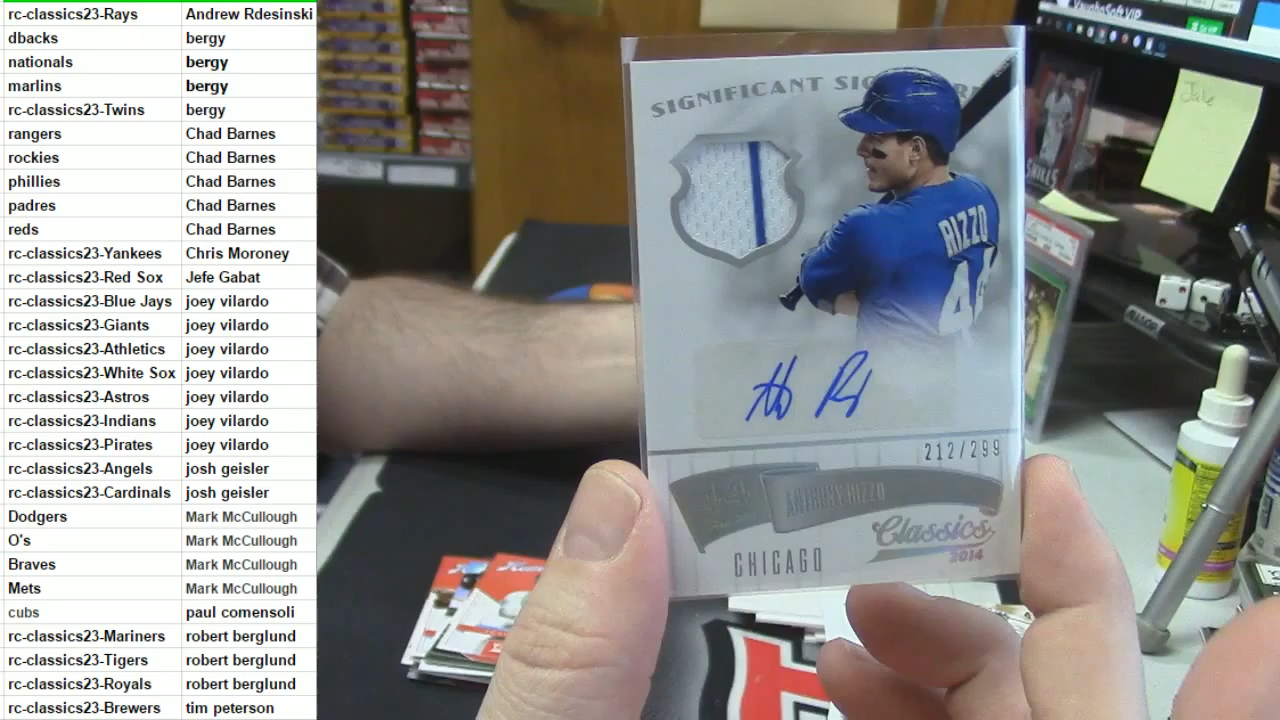 rc-classics23-Rays Andrew Rdesinski
dbacks bergy
nationals bergy
marlins bergy
rc-classics23-Twins bergy
rangers Chad Barnes
rockies Chad Barnes
phillies Chad Barnes
padres Chad Barnes
reds Chad Barnes
rc-classics23-Yankees Chris Moroney
rc-classics23-Red Sox Jefe Gabat
rc-classics23-Blue Jays joey vilardo
rc-classics23-Giants joey vilardo
rc-classics23-Athletics joey vilardo
rc-classics23-White Sox joey vilardo
rc-classics23-Astros joey vilardo
rc-classics23-Indians joey vilardo
rc-classics23-Pirates joey vilardo
rc-classics23-Angels josh geisler
rc-classics23-Cardinals josh geisler
Dodgers Mark McCullough
O's Mark McCullough
Braves Mark McCullough
Mets Mark McCullough
cubs paul comensoli
rc-classics23-Mariners robert berglund
rc-classics23-Tigers robert berglund
rc-classics23-Royals robert berglund
rc-classics23-Brewers tim peterson
SIGNIFICANT
RIZZO
44
212/299
ANTHONY RIZZO
Classics
2014
CHICAGO
VaughnSoft VIP
Jake
SKILLS